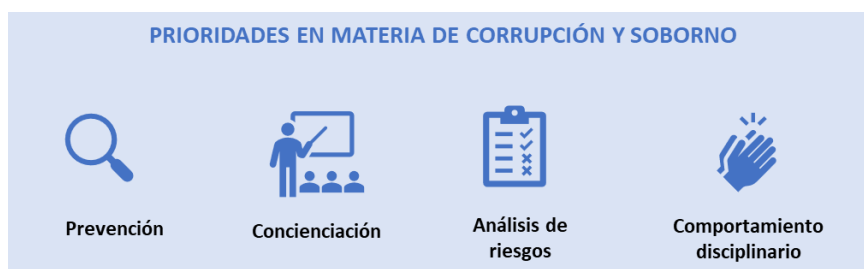 PRIORIDADES EN MATERIA DE CORRUPCIÓN Y SOBORNO
Prevención
Concienciación
Análisis de
riesgos
Comportamiento
disciplinario